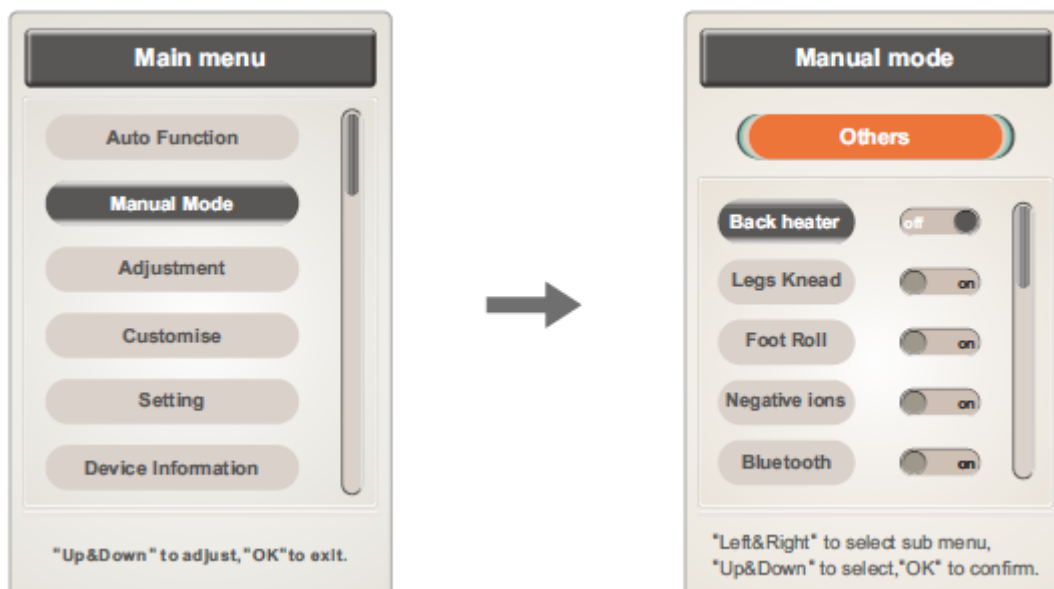 Main menu
Auto Function
Manual Mode
Adjustment
Customise
Setting
Device Information
"Up&Down" to adjust,"OK"to exit.
Manual mode
Others
Back heater off
Legs Knead on
Foot Roll on
Negative ions on
Bluetooth on
"Left&Right" to select sub menu,
"Up&Down" to select,"OK" to confirm.